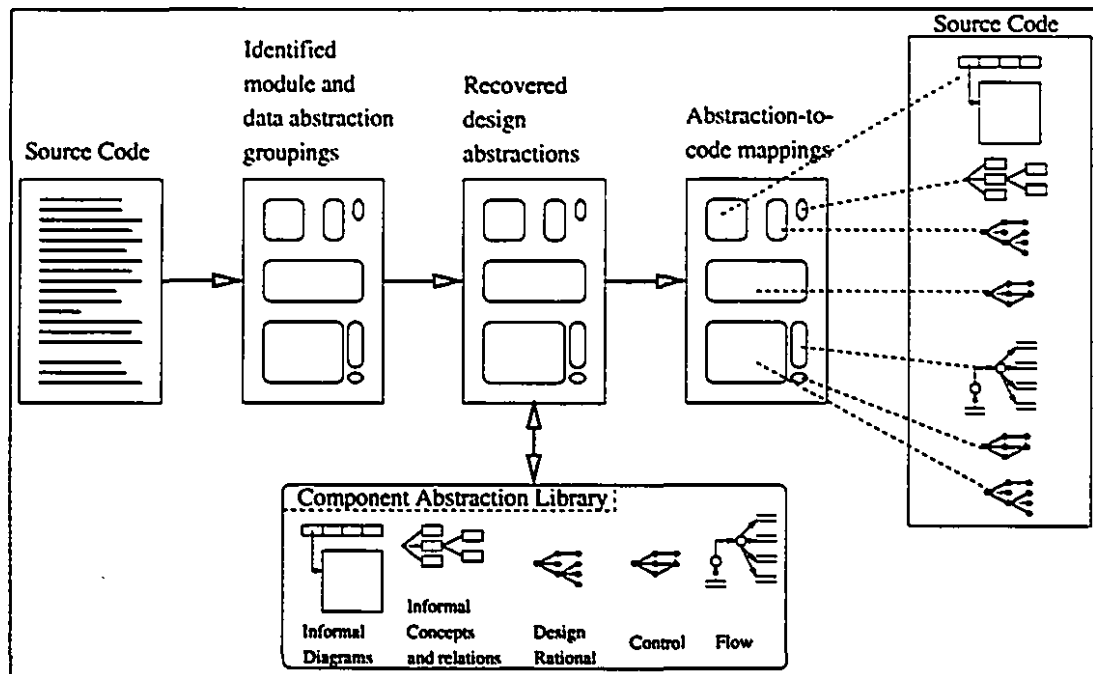 Source Code
Identified
module and
data abstraction
groupings
Recovered
design
abstractions
Abstraction-to-
code mappings
Source Code
Component Abstraction Library
Informal
Diagrams
Informal
Concepts
and relations
Design
Rational
Control
Flow